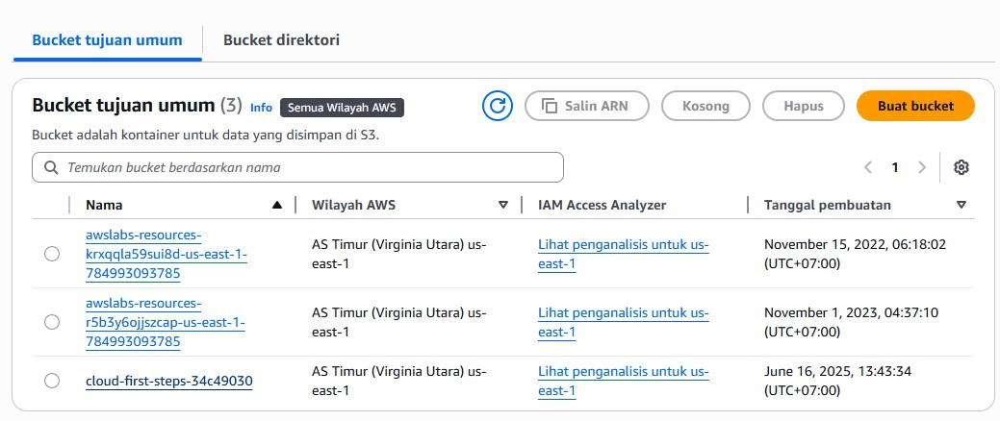 Bucket tujuan umum
Bucket direktori
Bucket tujuan umum (3) Info Semua Wilayah AWS
Salin ARN
Kosong
Hapus
Buat bucket
Bucket adalah kontainer untuk data yang disimpan di S3.
Temukan bucket berdasarkan nama
1
Nama
Wilayah AWS
IAM Access Analyzer
Tanggal pembuatan
awslabs-resources-
krxqqla59sui8d-us-east-1-
784993093785
AS Timur (Virginia Utara) us-
east-1
Lihat penganalisis untuk us-
east-1
November 15, 2022, 06:18:02
(UTC+07:00)
awslabs-resources-
r5b3y6ojjszcap-us-east-1-
784993093785
AS Timur (Virginia Utara) us-
east-1
Lihat penganalisis untuk us-
east-1
November 1, 2023, 04:37:10
(UTC+07:00)
cloud-first-steps-34c49030
AS Timur (Virginia Utara) us-
east-1
Lihat penganalisis untuk us-
east-1
June 16, 2025, 13:43:34
(UTC+07:00)